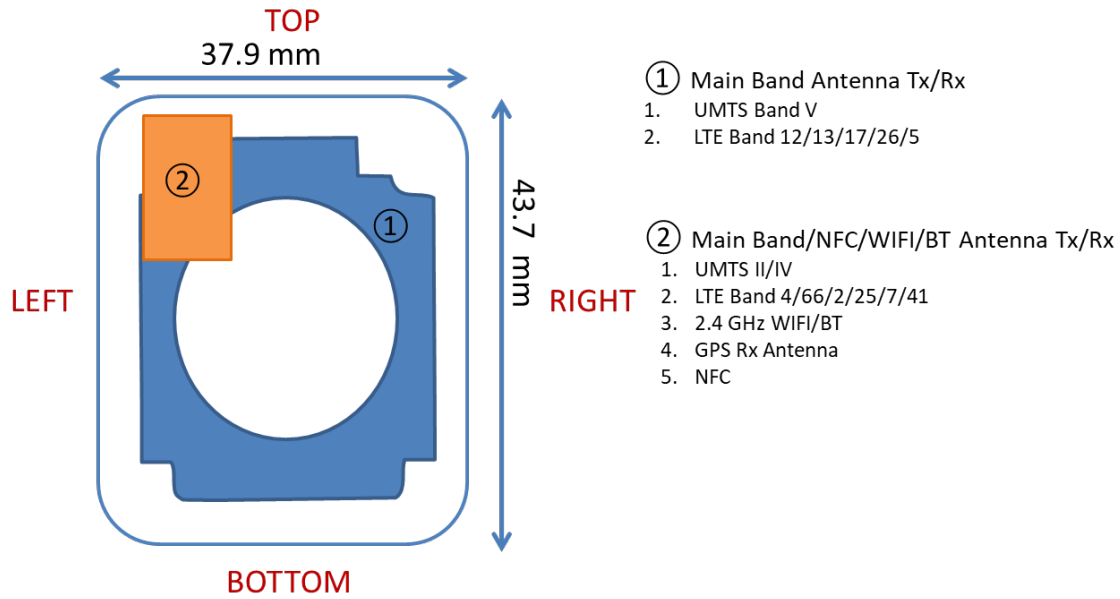 TOP
37.9 mm
43.7 mm
LEFT
RIGHT
BOTTOM
②
①
① Main Band Antenna Tx/Rx
1. UMTS Band V
2. LTE Band 12/13/17/26/5
② Main Band/NFC/WIFI/BT Antenna Tx/Rx
1. UMTS II/IV
2. LTE Band 4/66/2/25/7/41
3. 2.4 GHz WIFI/BT
4. GPS Rx Antenna
5. NFC